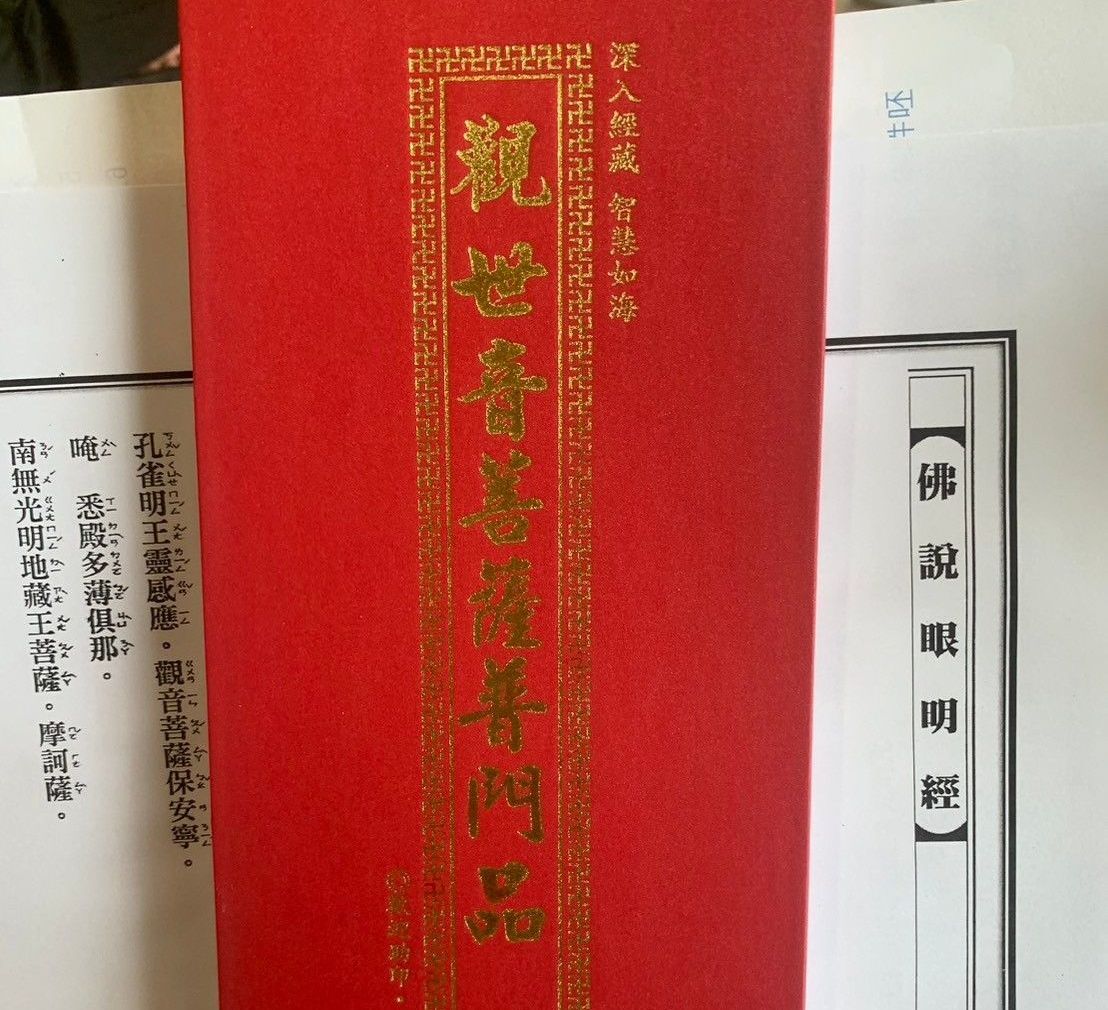 深入經藏 智慧如海
觀世音菩薩普門品
佛說眼明經
孔雀明王靈感應。觀音菩薩保安寧。
唵 悉殿多薄俱那。
南無光明地藏王菩薩。摩訶薩。